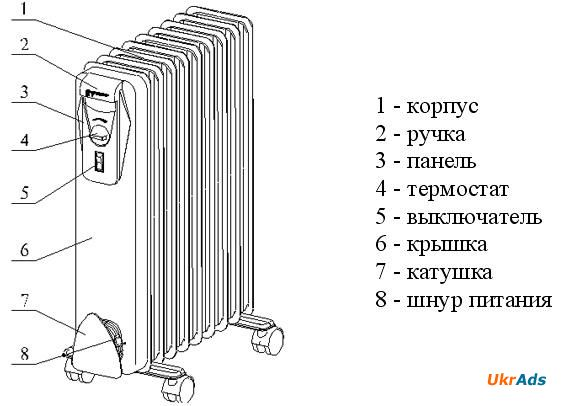 1
2
3
4
5
6
7
8
1 - корпус
2 - ручка
3 - панель
4 - термостат
5 - выключатель
6 - крышка
7 - катушка
8 - шнур питания
UkrAds